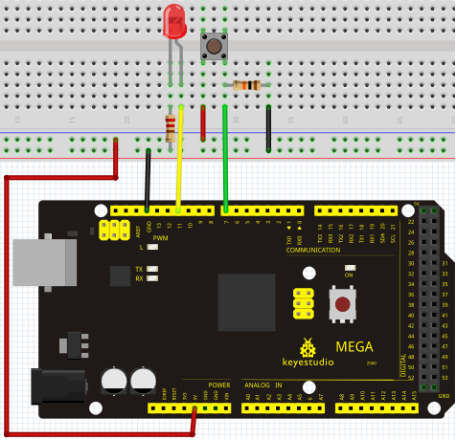 GND
13
12
11
10
9
8
7
6
5
4
3
2
1
0
AREF
PWM
TX0
RX0
TX3 14
RX3 15
TX2 16
RX2 17
TX1 18
RX1 19
SDA 20
SCL 21
COMMUNICATION
L
TX
RX
ON
5V
22
24
26
28
30
32
34
36
38
40
42
44
46
48
50
52
31
33
35
37
39
41
43
45
47
49
51
53
MEGA
keyestudio
DIGITAL
GND
POWER
ANALOG IN
IOREF
RESET
3V3
5V
GND
GND
VIN
A0
A1
A2
A3
A4
A5
A6
A7
A8
A9
A10
A11
A12
A13
A14
A15